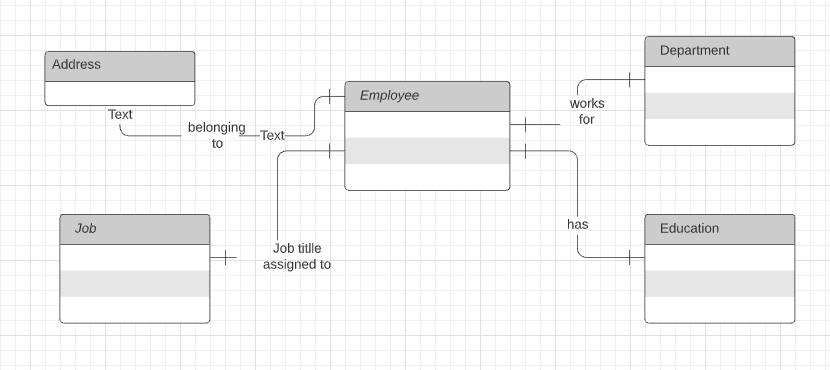 Address
Text
belonging
to
Text
Employee
Department
works
for
Job
Job titlle
assigned to
has
Education